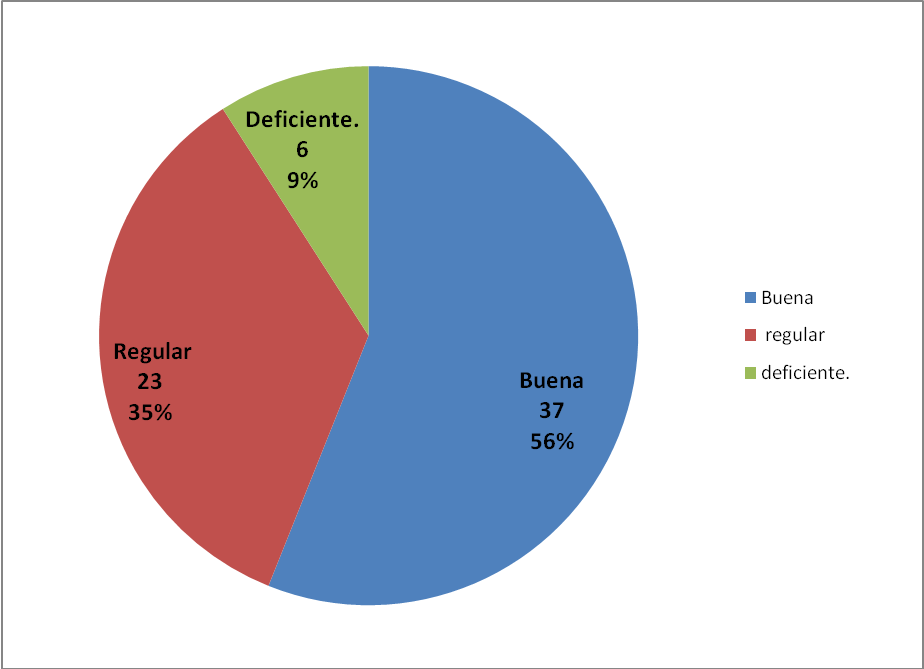 Deficiente.
6
9%
Regular
23
35%
Buena
37
56%
Buena
regular
deficiente.